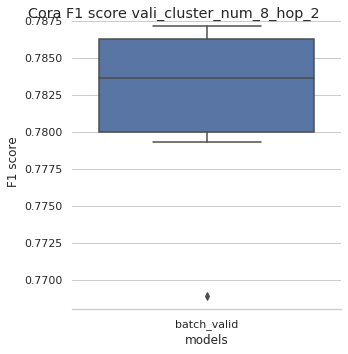 Cora F1 score vali_cluster_num_8_hop_2
0.7875
0.7850
0.7825
0.7800
0.7775
0.7750
0.7725
0.7700
F1 score
batch_valid
models